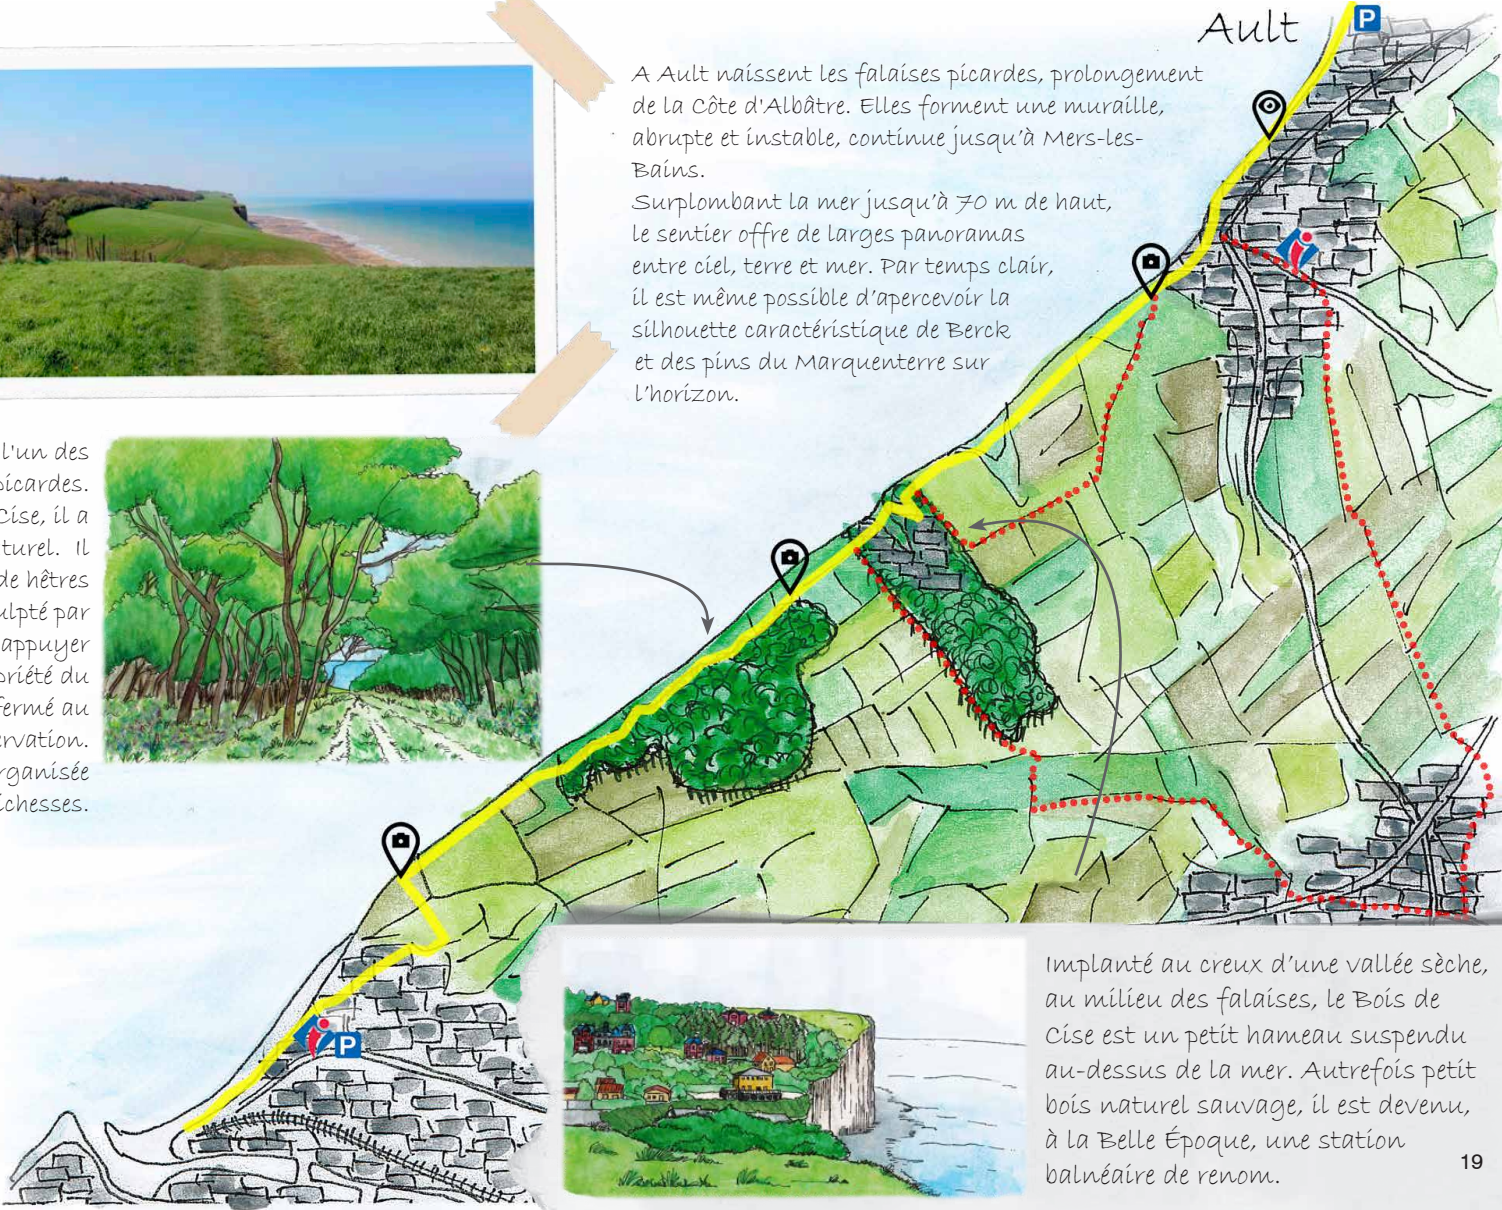 Ault
P
A Ault naissent les falaises picardes, prolongement
de la Côte d'Albâtre. Elles forment une muraille,
abrupte et instable, continue jusqu'à Mers-les-
Bains.
Surplombant la mer jusqu'à 70 m de haut,
le sentier offre de larges panoramas
entre ciel, terre et mer. Par temps clair,
il est même possible d'apercevoir la
silhouette caractéristique de Berck
et des pins du Marquenterre sur
l'horizon.
l'un des
picardes.
Cise, il a
turel. Il
de hêtres
ulpté par
appuyer
priété du
fermé au
ervation.
rganisée
ichesses.
P
Implanté au creux d'une vallée sèche,
au milieu des falaises, le Bois de
Cise est un petit hameau suspendu
au-dessus de la mer. Autrefois petit
bois naturel sauvage, il est devenu,
à la Belle Époque, une station
balnéaire de renom.
19